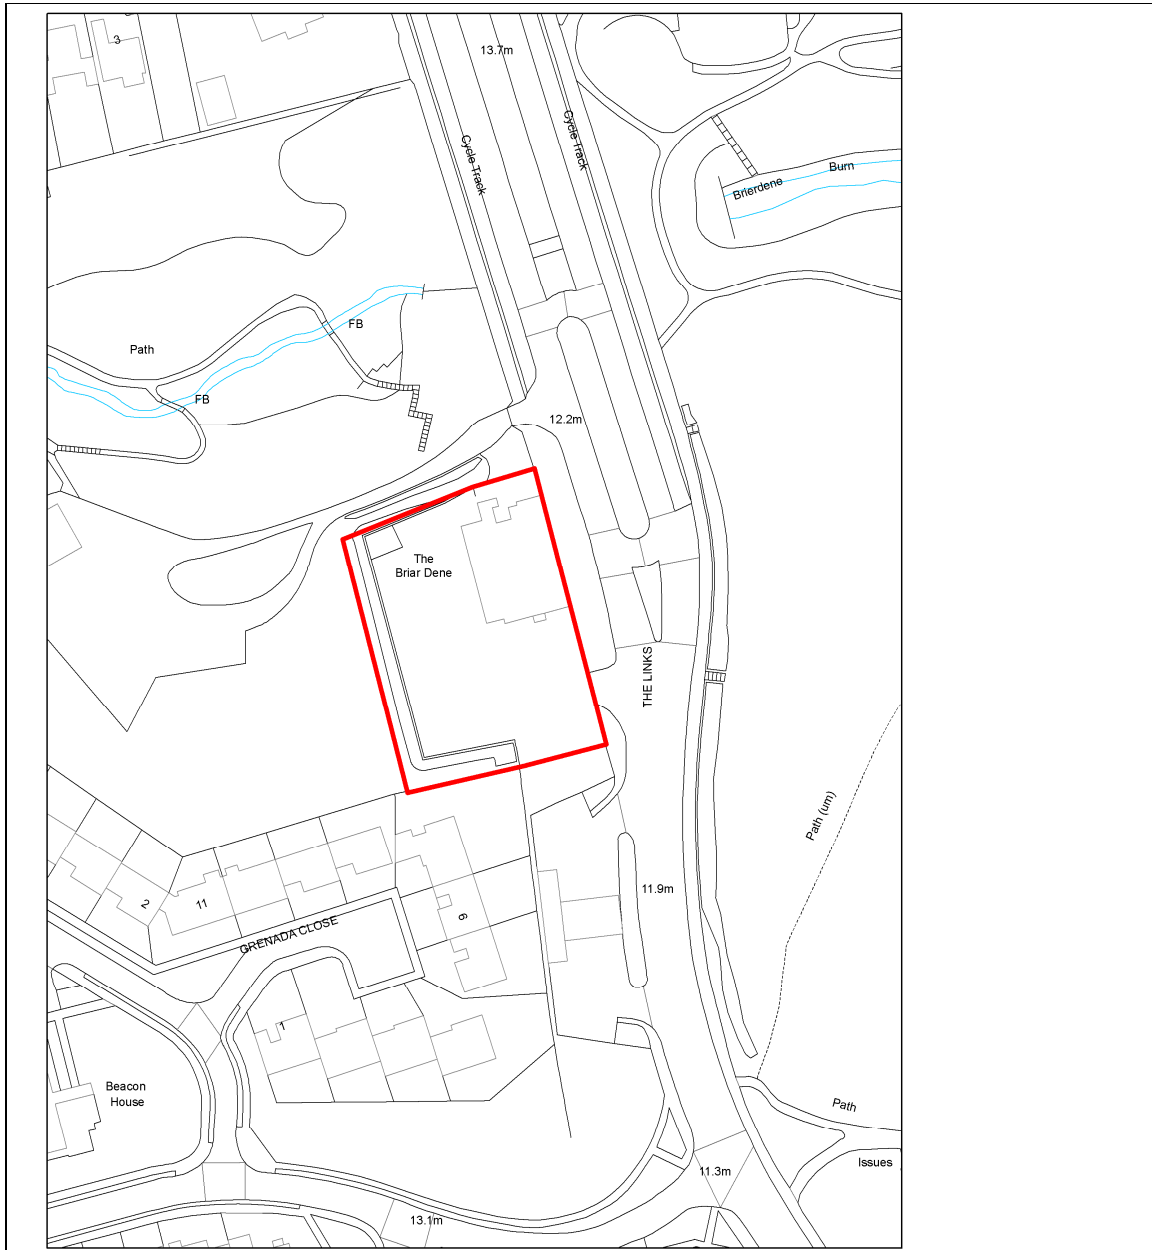 3
13.7m
Cycle Track
Cycle Track
Brierdene
Burn
FB
Path
FB
12.2m
The
Briar Dene
THE LINKS
Path (um)
11.9m
2
11
GRENADA CLOSE
6
1
Beacon
House
Path
Issues
11.3m
13.1m